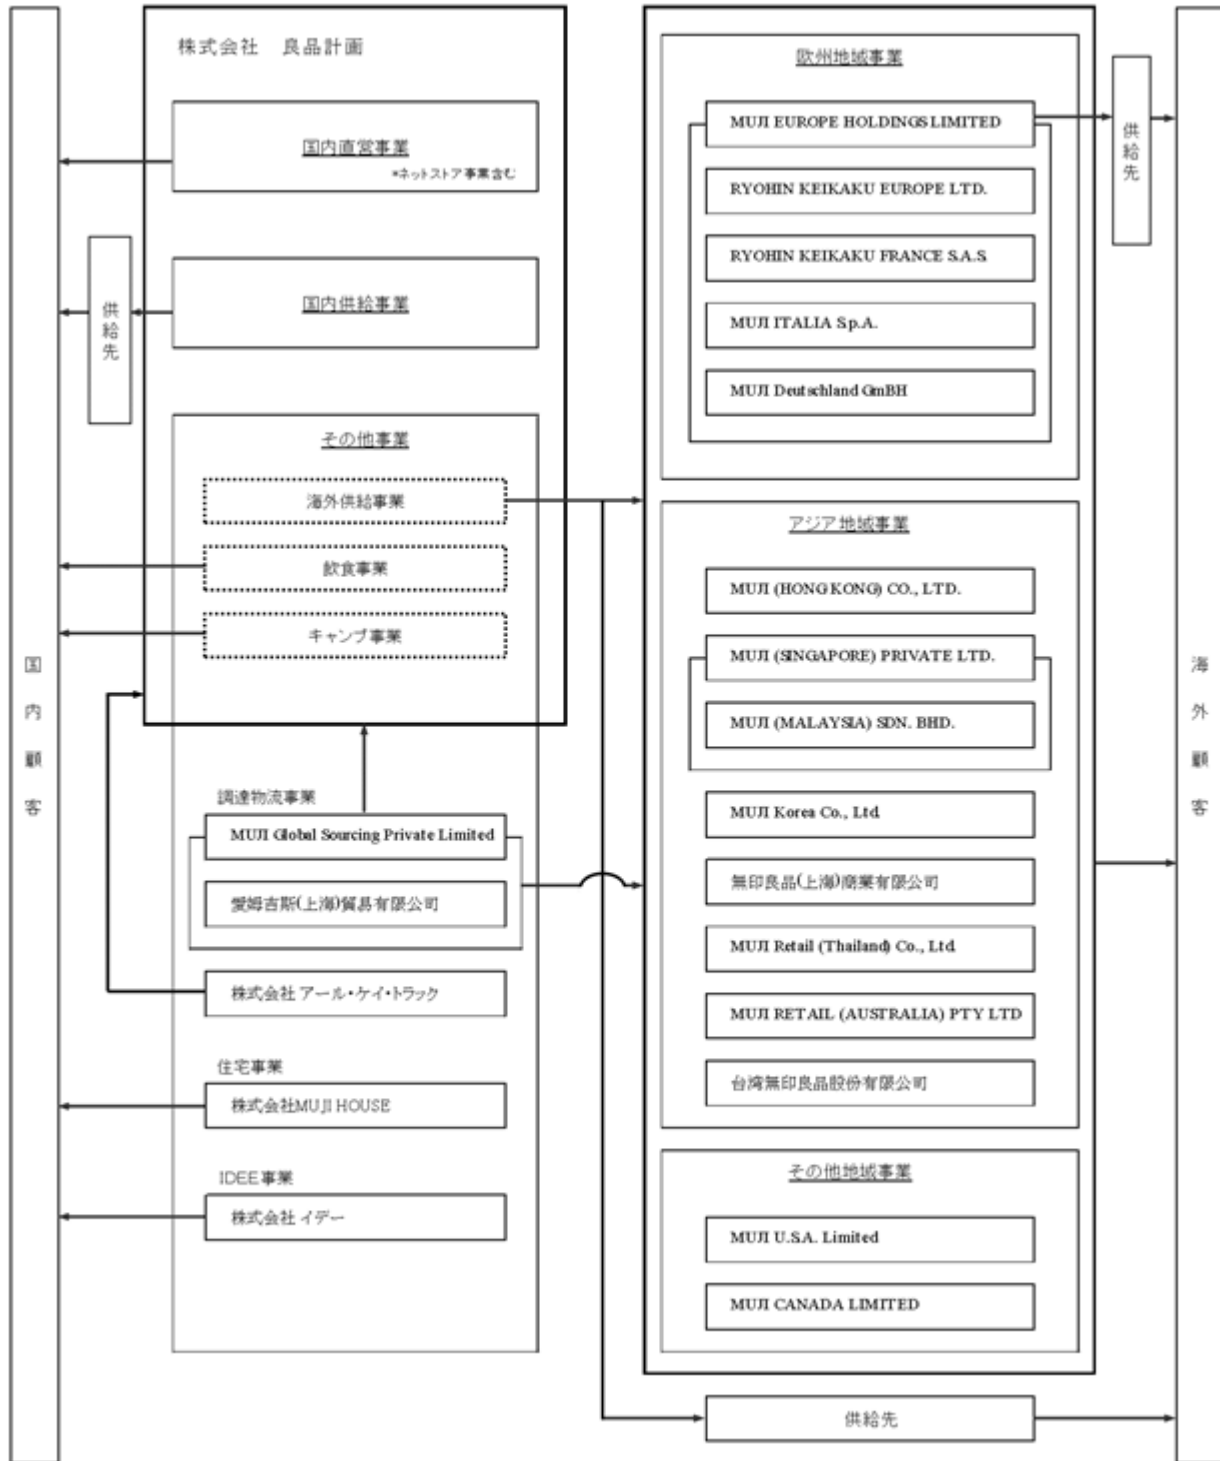 株式会社　良品計画
国内直営事業
*ネットストア事業含む
国内供給事業
供給先
その他事業
海外供給事業
飲食事業
キャンプ事業
国内顧客
調達物流事業
MUJI Global Sourcing Private Limited
愛姆吉斯(上海)貿易有限公司
株式会社 アール・ケイ・トラック
住宅事業
株式会社MUJI HOUSE
IDEE事業
株式会社 イデー
欧州地域事業
MUJI EUROPE HOLDINGS LIMITED
RYOHIN KEIKAKU EUROPE LTD.
RYOHIN KEIKAKU FRANCE S.A.S.
MUJI ITALIA S.p.A.
MUJI Deutschland GmBH
供給先
アジア地域事業
MUJI (HONG KONG) CO., LTD.
MUJI (SINGAPORE) PRIVATE LTD.
MUJI (MALAYSIA) SDN. BHD.
MUJI Korea Co., Ltd.
無印良品(上海)商業有限公司
MUJI Retail (Thailand) Co., Ltd.
MUJI RETAIL (AUSTRALIA) PTY LTD
台湾無印良品股份有限公司
その他地域事業
MUJI U.S.A. Limited
MUJI CANADA LIMITED
供給先
海外顧客